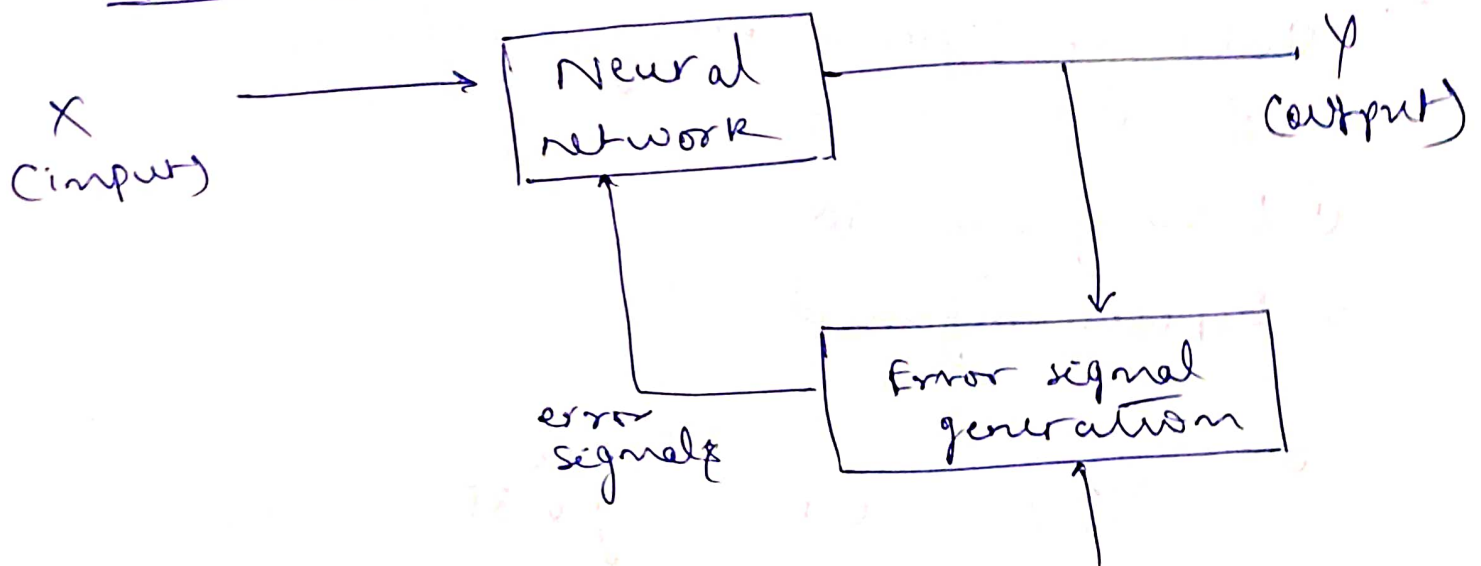 Neural
network
X
(input)
Y
(output)
Error signal
generation
error
signals